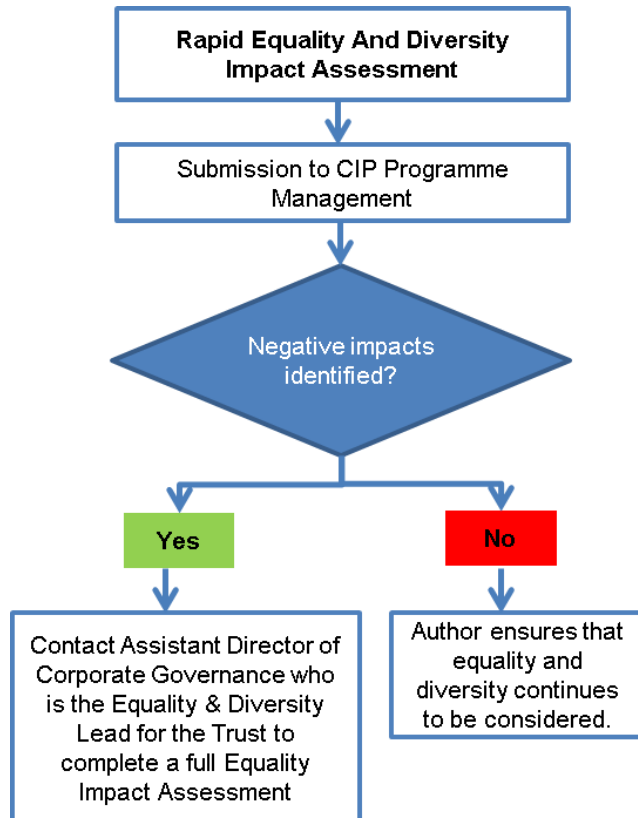 Rapid Equality And Diversity
Impact Assessment
Submission to CIP Programme
Management
Negative impacts
identified?
Yes
No
Contact Assistant Director of
Corporate Governance who
is the Equality & Diversity
Lead for the Trust to
complete a full Equality
Impact Assessment
Author ensures that
equality and
diversity continues
to be considered.